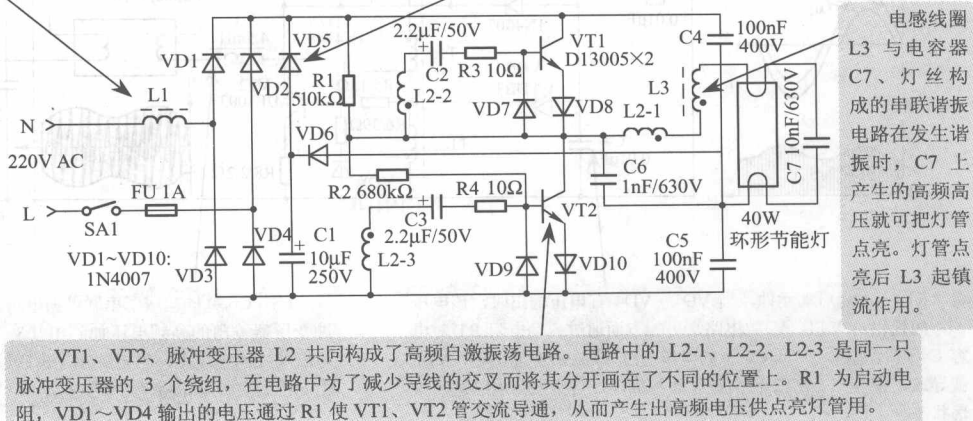 VD1
VD2
VD5
2.2μF/50V
C2
R3 10Ω
VT1
D13005×2
C4
100nF
400V
R1
510kΩ
L2-2
VD7
VD8
L3
L2-1
L1
N
220V AC
VD6
C7 10nF/630V
R2 680kΩ
R4 10Ω
C6
1nF/630V
L
SA1
FU 1A
C3
2.2μF/50V
VT2
40W
环形节能灯
VD1~VD10:
1N4007
VD3
VD4
C1
10μF
250V
L2-3
VD9
VD10
C5
100nF
400V
电感线圈
L3 与电容器
C7、灯丝构
成的串联谐振
电路在发生谐
振时，C7 上
产生的高频高
压就可把灯管
点亮。灯管点
亮后 L3 起镇
流作用。
VT1、VT2、脉冲变压器 L2 共同构成了高频自激振荡电路。电路中的 L2-1、L2-2、L2-3 是同一只
脉冲变压器的 3 个绕组，在电路中为了减少导线的交叉而将其分开画在了不同的位置上。R1 为启动电
阻，VD1～VD4 输出的电压通过 R1 使 VT1、VT2 管交流导通，从而产生出高频电压供点亮灯管用。